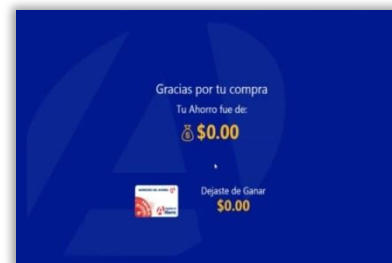 Gracias por tu compra
Tu Ahorro fue de:
$0.00
Dejaste de Ganar
$0.00